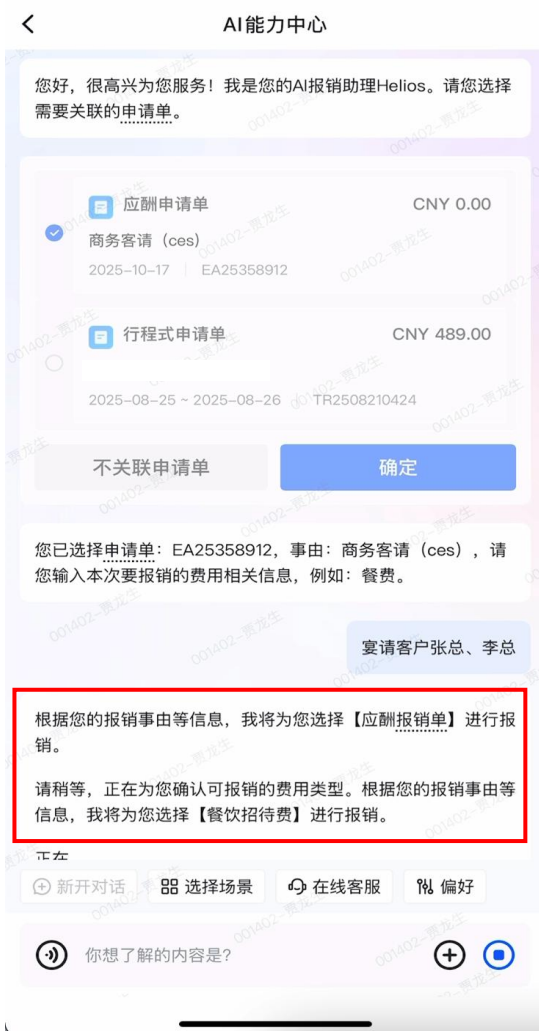 AI能力中心
您好，很高兴为您服务！我是您的AI报销助理Helios。请您选择
需要关联的申请单。
应酬申请单 CNY 0.00
商务客请（ces）
2025-10-17 EA25358912
行程式申请单 CNY 489.00
2025-08-25 ~ 2025-08-26 TR2508210424
不关联申请单 确定
您已选择申请单：EA25358912，事由：商务客请（ces），请
您输入本次要报销的费用相关信息，例如：餐费。
宴请客户张总、李总
根据您的报销事由等信息，我将为您选择【应酬报销单】进行报
销。
请稍等，正在为您确认可报销的费用类型。根据您的报销事由等
信息，我将为您选择【餐饮招待费】进行报销。
正在
新开对话 选择场景 在线客服 偏好
你想了解的内容是？
001402-贾龙生